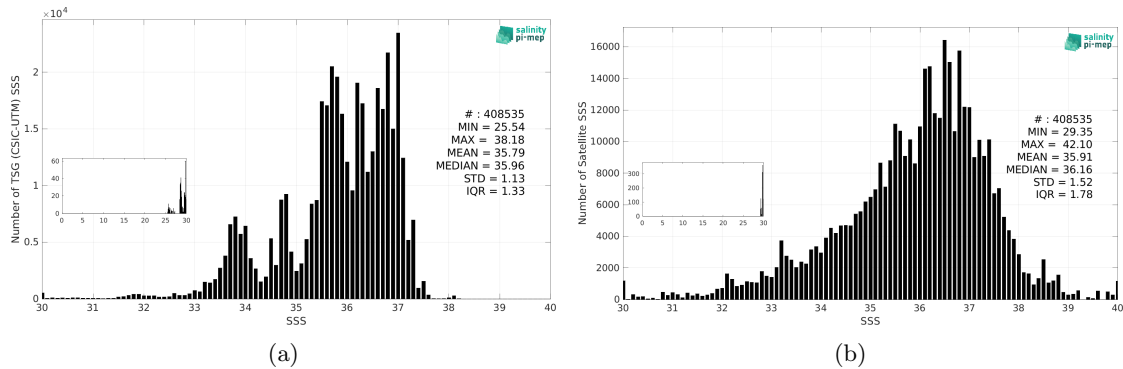 ×10⁴
salinity
pi-mep
2
1.5
1
0.5
0
Number of TSG (CSIC-UTM) SSS
# : 408535
MIN = 25.54
MAX = 38.18
MEAN = 35.79
MEDIAN = 35.96
STD = 1.13
IQR = 1.33
60
40
20
0
0 5 10 15 20 25 30
30 31 32 33 34 35 36 37 38 39 40
SSS
(a)
salinity
pi-mep
16000
14000
12000
10000
8000
6000
4000
2000
0
Number of Satellite SSS
# : 408535
MIN = 29.35
MAX = 42.10
MEAN = 35.91
MEDIAN = 36.16
STD = 1.52
IQR = 1.78
300
200
100
0
0 5 10 15 20 25 30
30 31 32 33 34 35 36 37 38 39 40
SSS
(b)